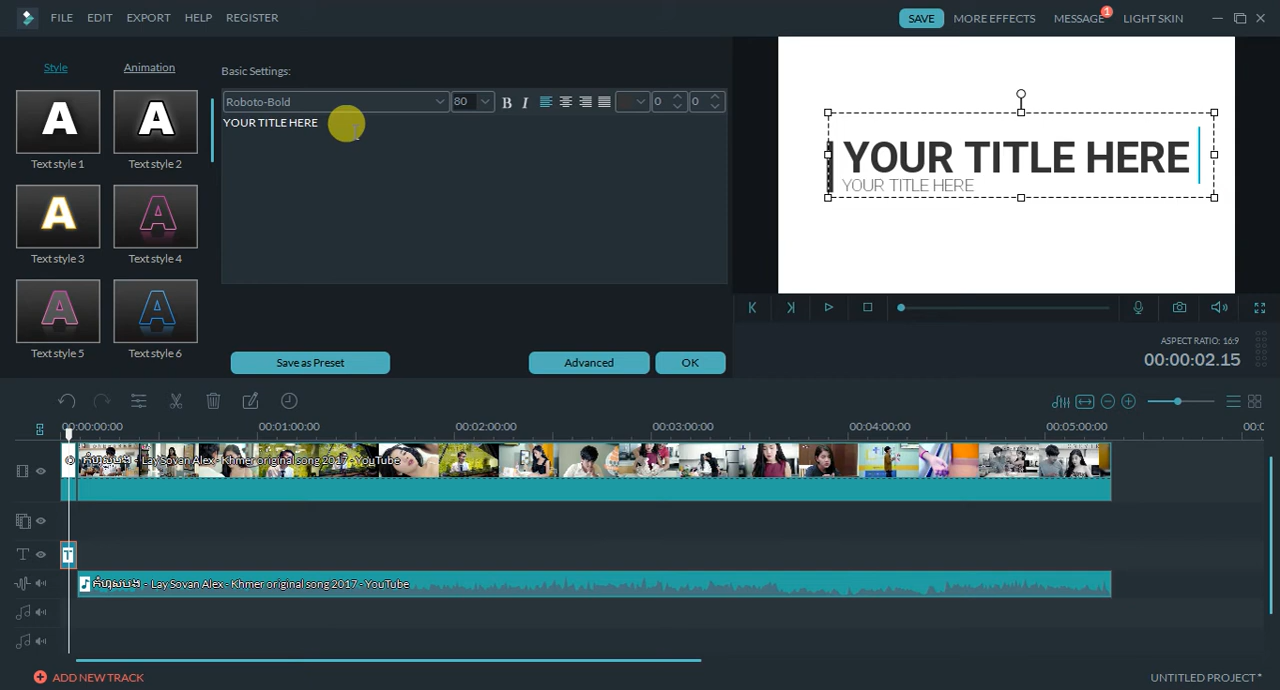 FILE EDIT EXPORT HELP REGISTER SAVE MORE EFFECTS MESSAGE 1 LIGHT SKIN
Style Animation
A A
Text style 1 Text style 2
A A
Text style 3 Text style 4
A A
Text style 5 Text style 6
Basic Settings:
Roboto-Bold 80 B I 0 0
YOUR TITLE HERE
Save as Preset Advanced OK
YOUR TITLE HERE
YOUR TITLE HERE
ASPECT RATIO: 16:9
00:00:02.15
00:00:00:00 00:01:00:00 00:02:00:00 00:03:00:00 00:04:00:00 00:05:00:00 00:0
- Lay Sovan Alex - Khmer original song 2017 - YouTube
T T
- Lay Sovan Alex - Khmer original song 2017 - YouTube
ADD NEW TRACK UNTITLED PROJECT *